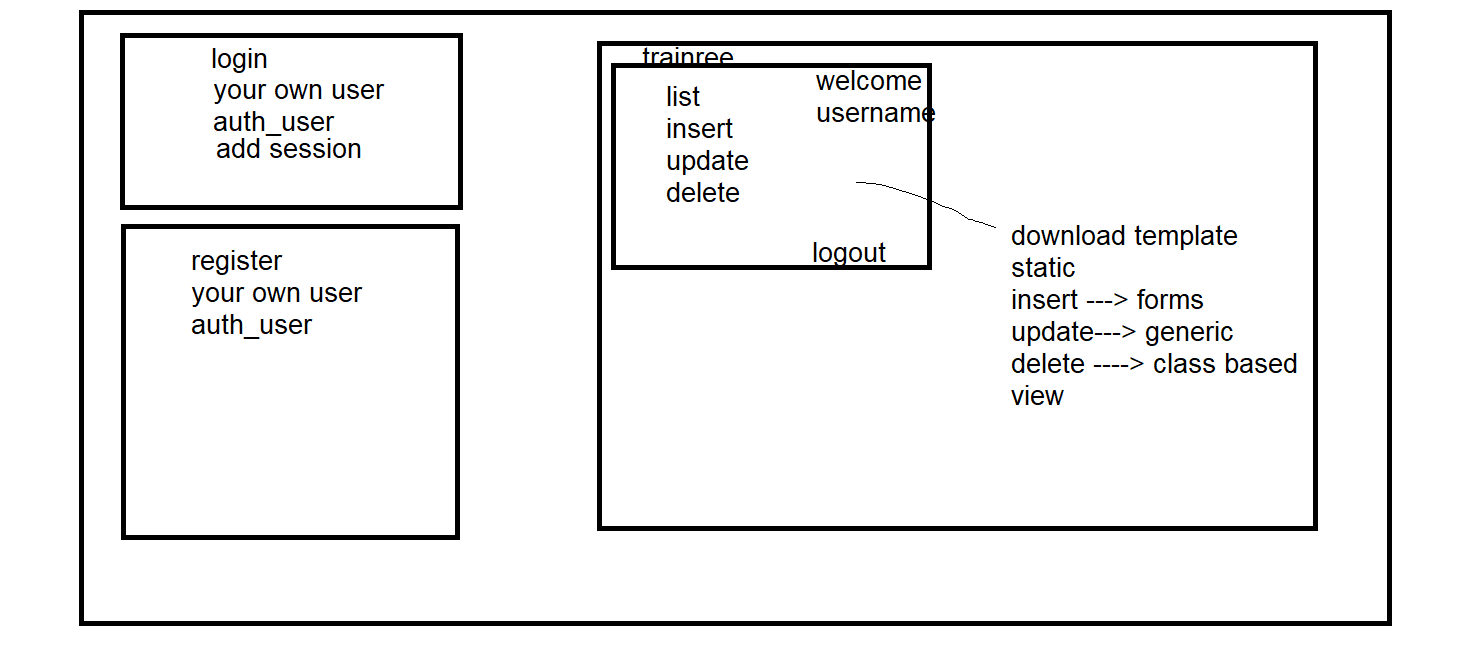 login
your own user
auth_user
add session
register
your own user
auth_user
trainree
list
insert
update
delete
welcome
username
logout
download template
static
insert ---> forms
update---> generic
delete ----> class based
view